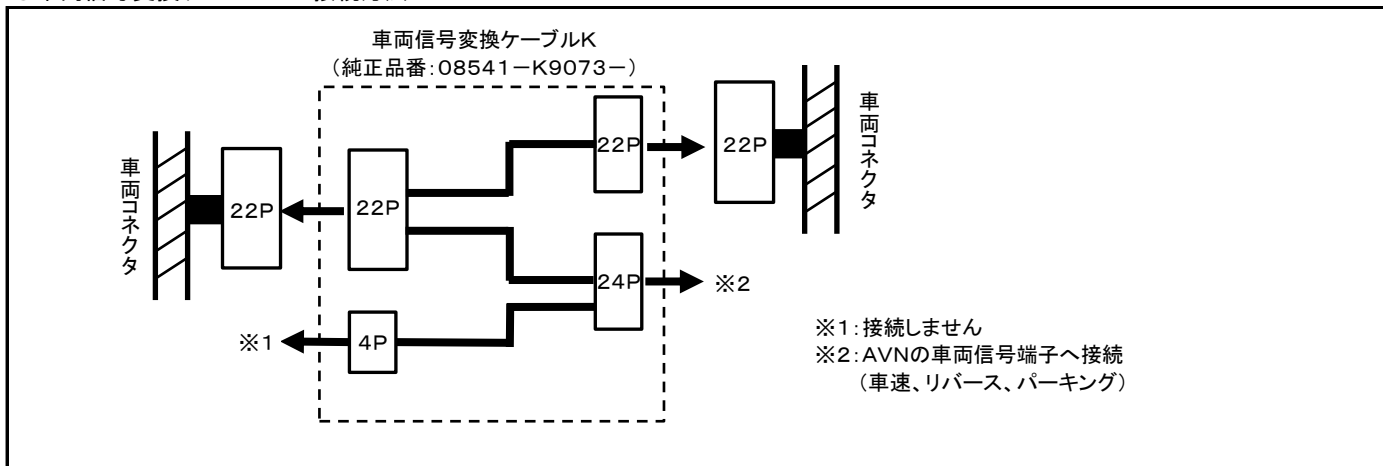 車両信号変換ケーブルK
(純正品番:08541-K9073-)
車両コネクタ
22P
22P
22P
22P
車両コネクタ
24P
※2
※1
4P
※1:接続しません
※2:AVNの車両信号端子へ接続
(車速、リバース、パーキング)